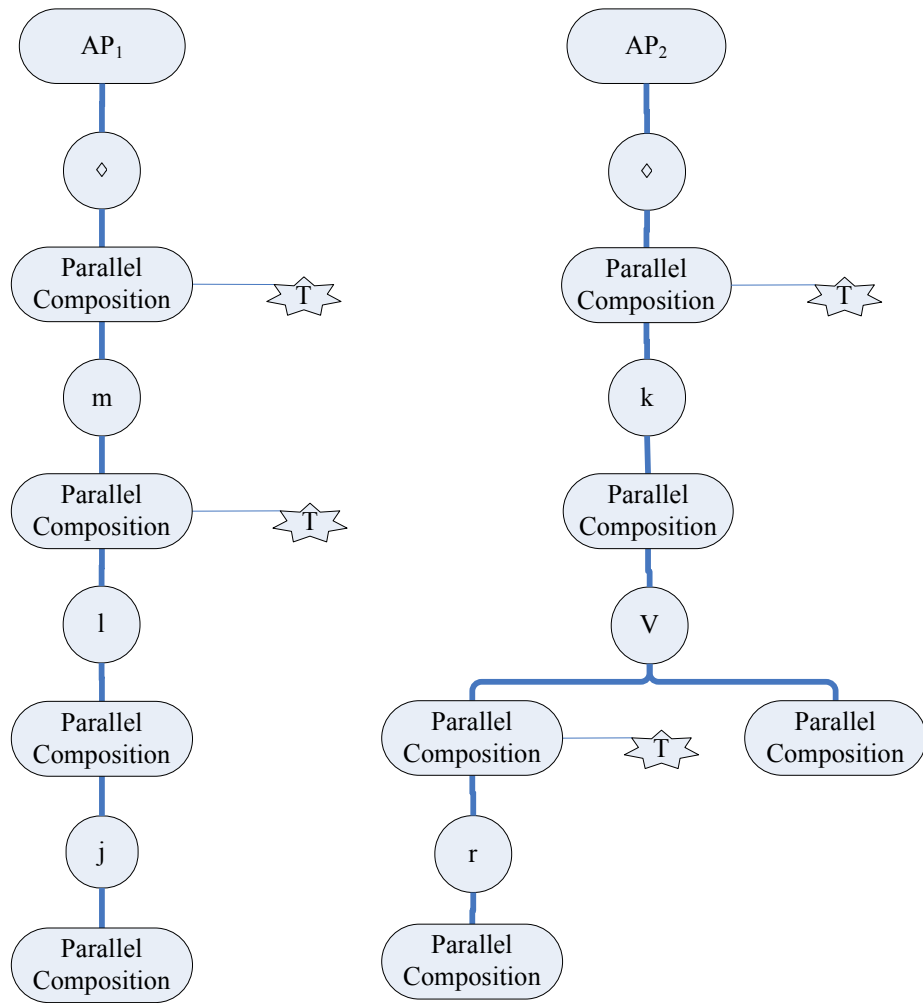 AP₁
◊
Parallel
Composition
T
m
Parallel
Composition
T
l
Parallel
Composition
j
Parallel
Composition
AP₂
◊
Parallel
Composition
T
k
Parallel
Composition
V
Parallel
Composition
T
r
Parallel
Composition
Parallel
Composition